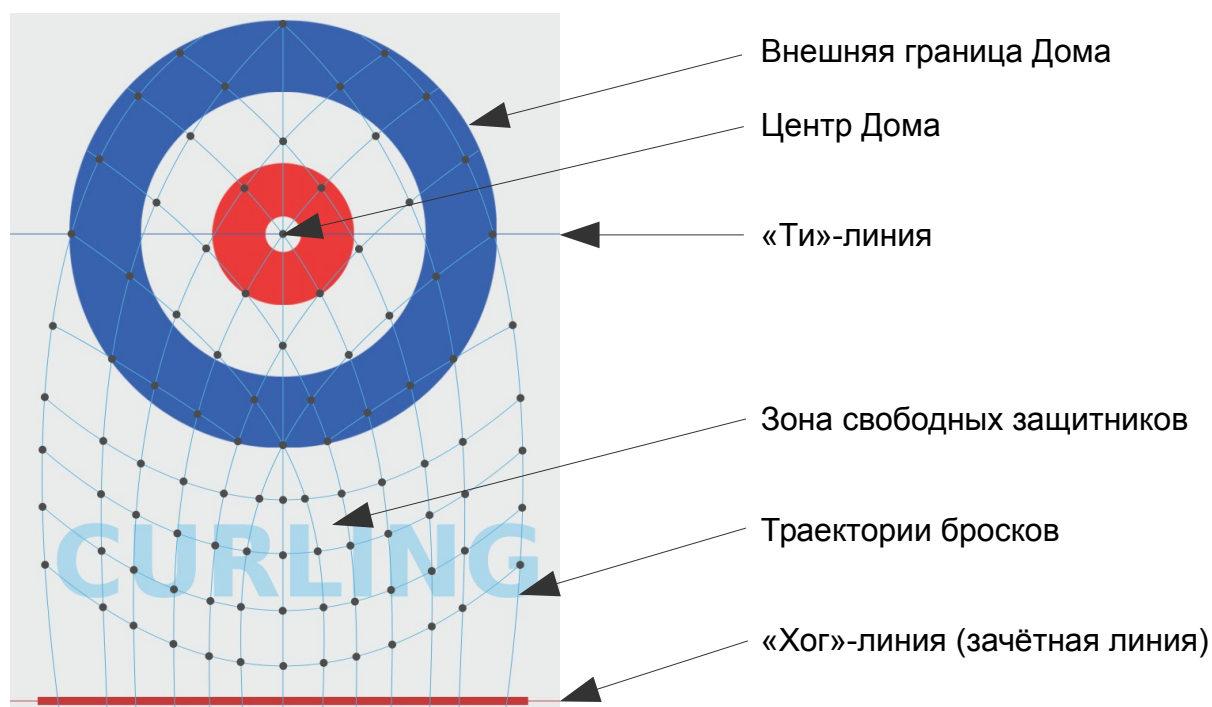 Внешняя граница Дома
Центр Дома
«Ти»-линия
Зона свободных защитников
CURLING
Траектории бросков
«Хог»-линия (зачётная линия)